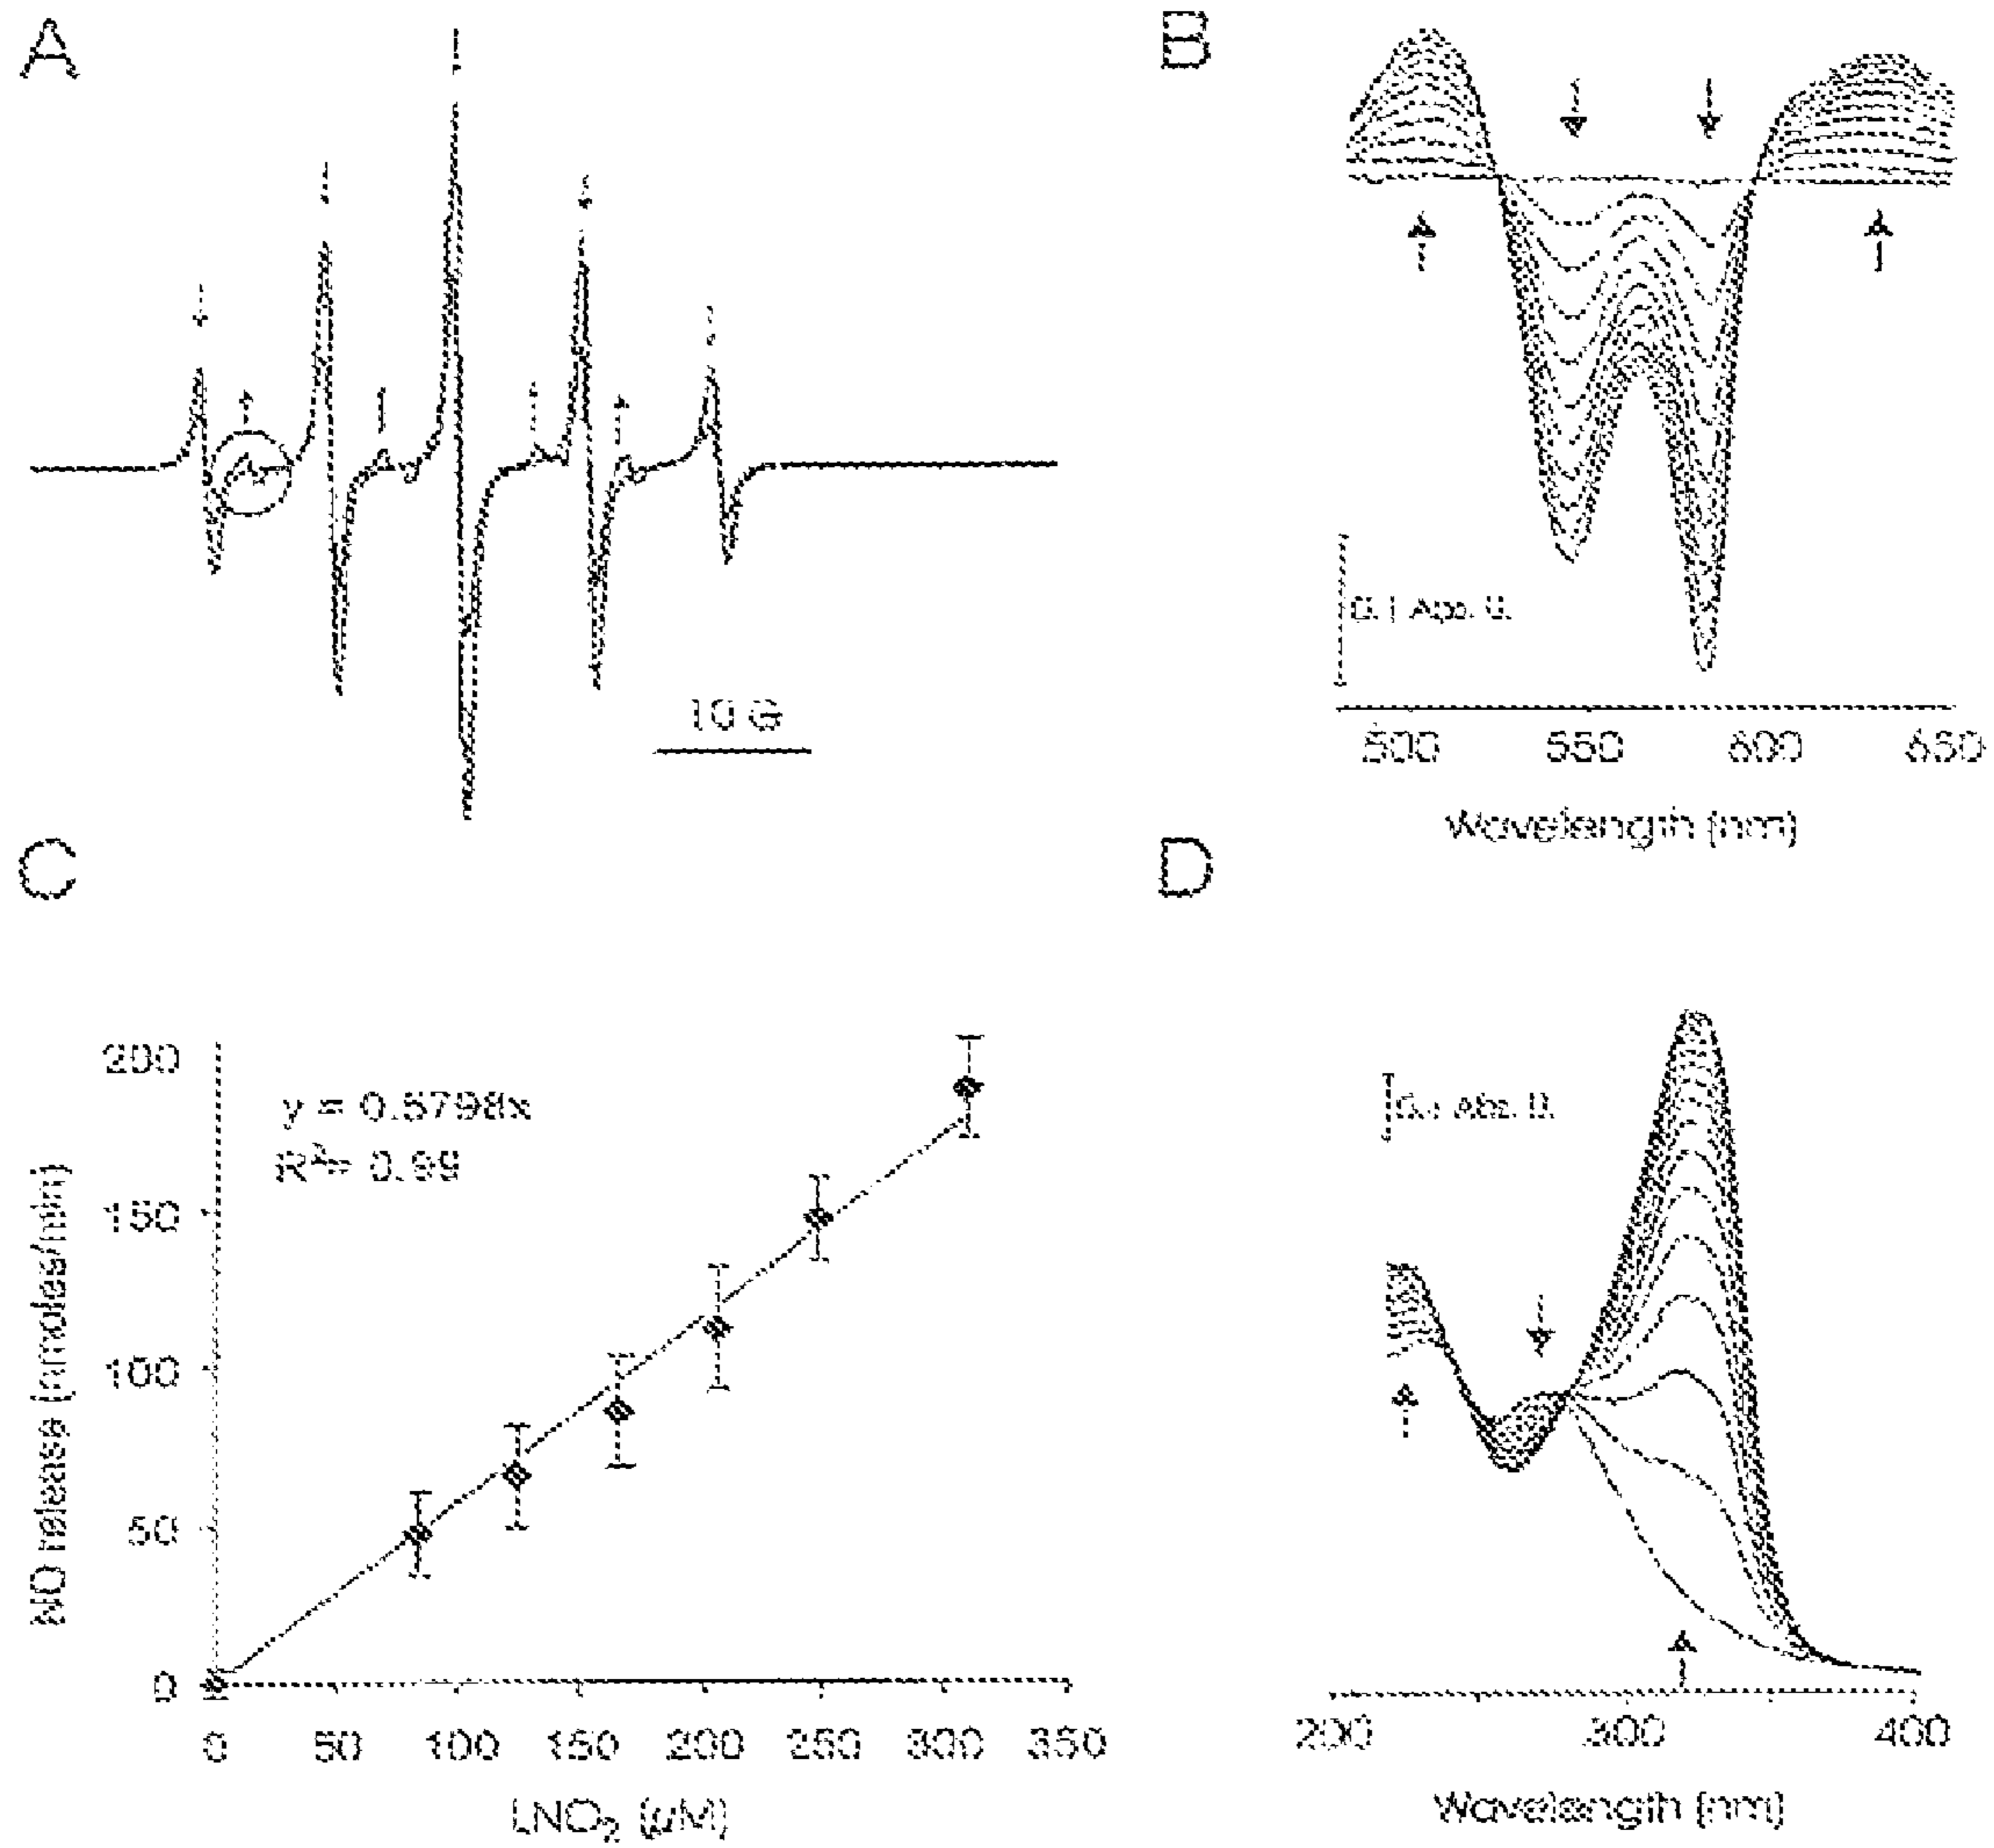 A
B
10 G
0.1 Abs. U.
500 550 600 650
Wavelength (nm)
C
D
200
150
100
50
0
y = 0.5798x
R²= 0.99
NO release (nmoles/min)
0 50 100 150 200 250 300 350
LNO₂ (µM)
Abs. U.
200 300 400
Wavelength (nm)